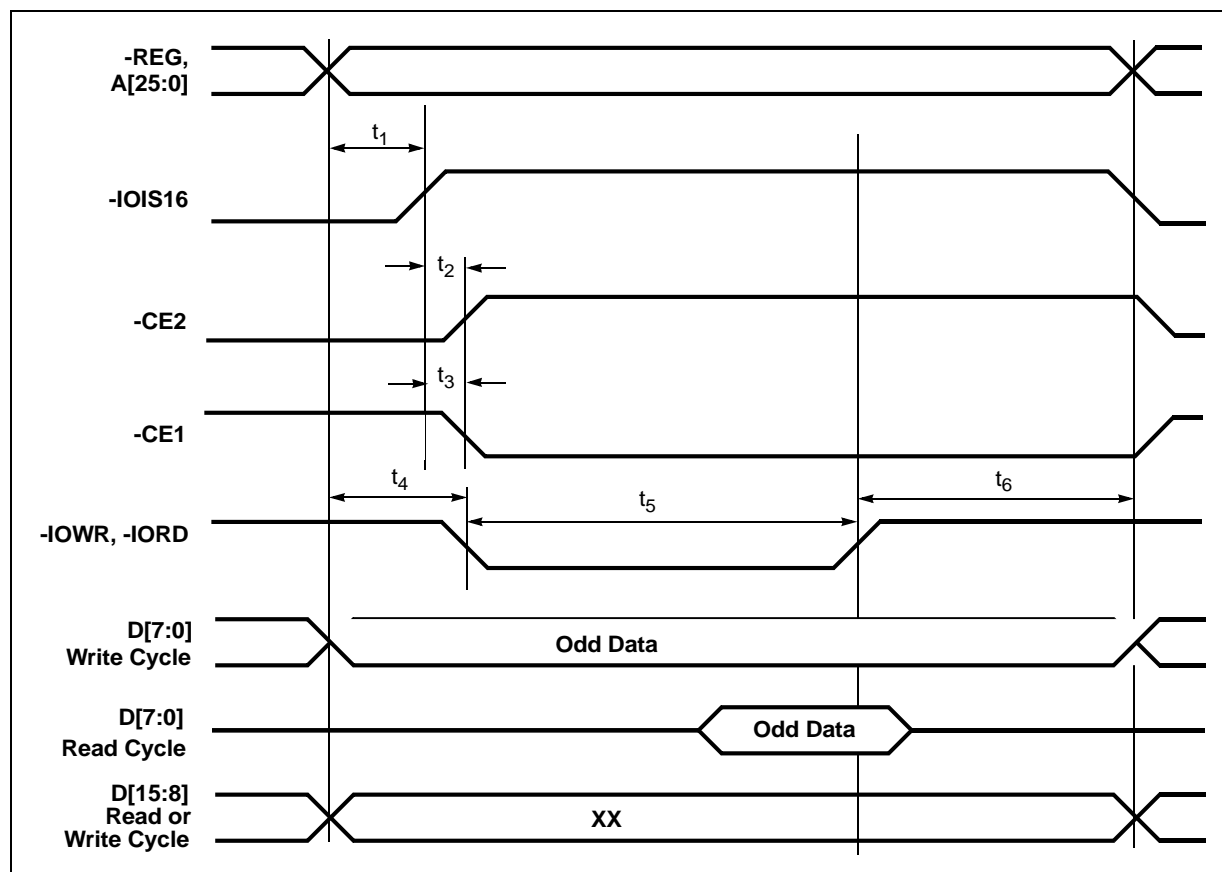 -REG,
A[25:0]
t1
-IOIS16
t2
-CE2
t3
-CE1
t4
t5
t6
-IOWR, -IORD
D[7:0]
Write Cycle
Odd Data
D[7:0]
Read Cycle
Odd Data
D[15:8]
Read or
Write Cycle
XX